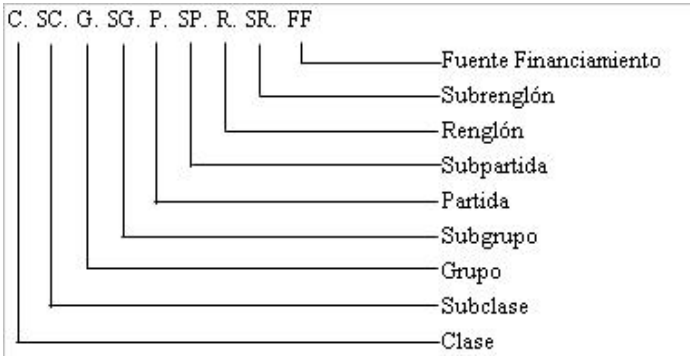 C. SC. G. SG. P. SP. R. SR. FF
Fuente Financiamiento
Subrenglón
Renglón
Subpartida
Partida
Subgrupo
Grupo
Subclase
Clase